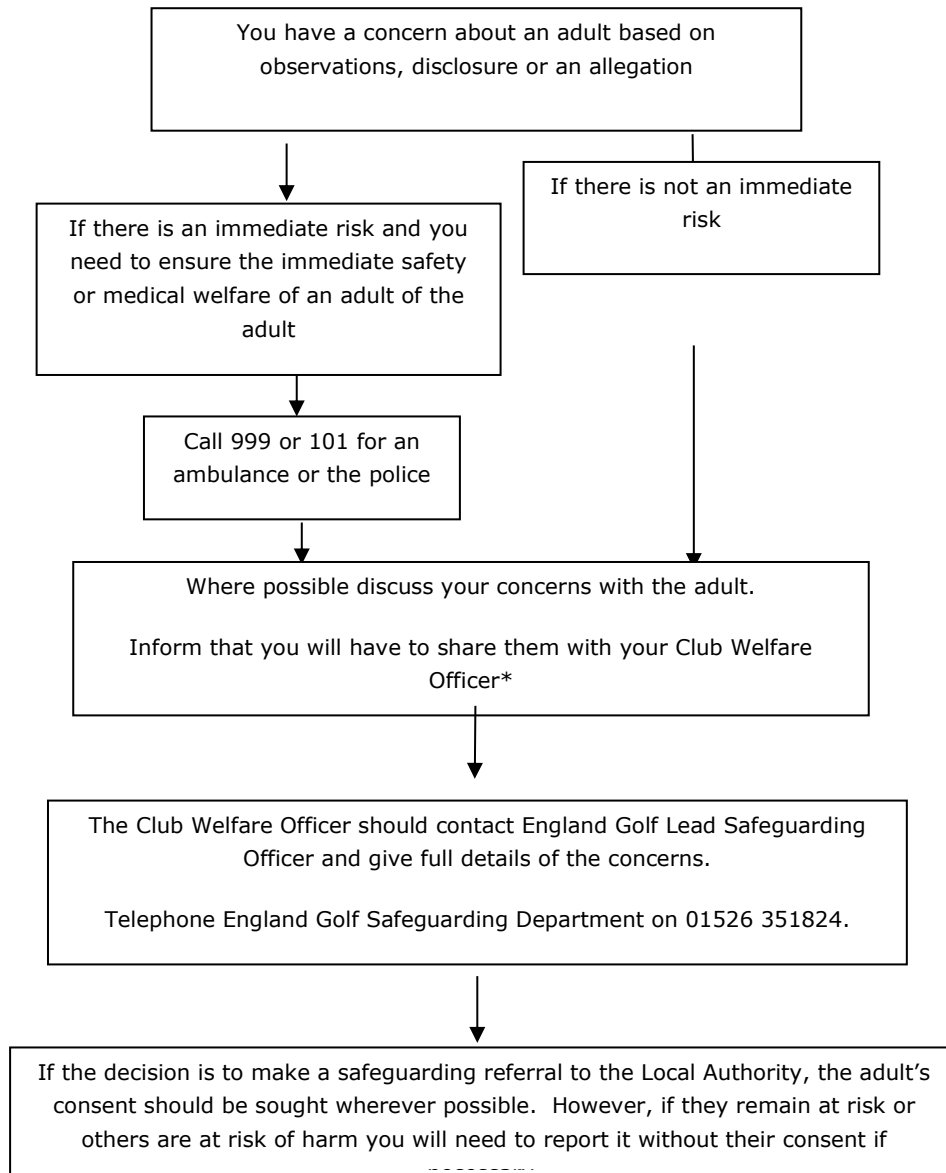 You have a concern about an adult based on
observations, disclosure or an allegation
If there is not an immediate
risk
If there is an immediate risk and you
need to ensure the immediate safety
or medical welfare of an adult of the
adult
Call 999 or 101 for an
ambulance or the police
Where possible discuss your concerns with the adult.
Inform that you will have to share them with your Club Welfare
Officer*
The Club Welfare Officer should contact England Golf Lead Safeguarding
Officer and give full details of the concerns.
Telephone England Golf Safeguarding Department on 01526 351824.
If the decision is to make a safeguarding referral to the Local Authority, the adult’s
consent should be sought wherever possible.  However, if they remain at risk or
others are at risk of harm you will need to report it without their consent if